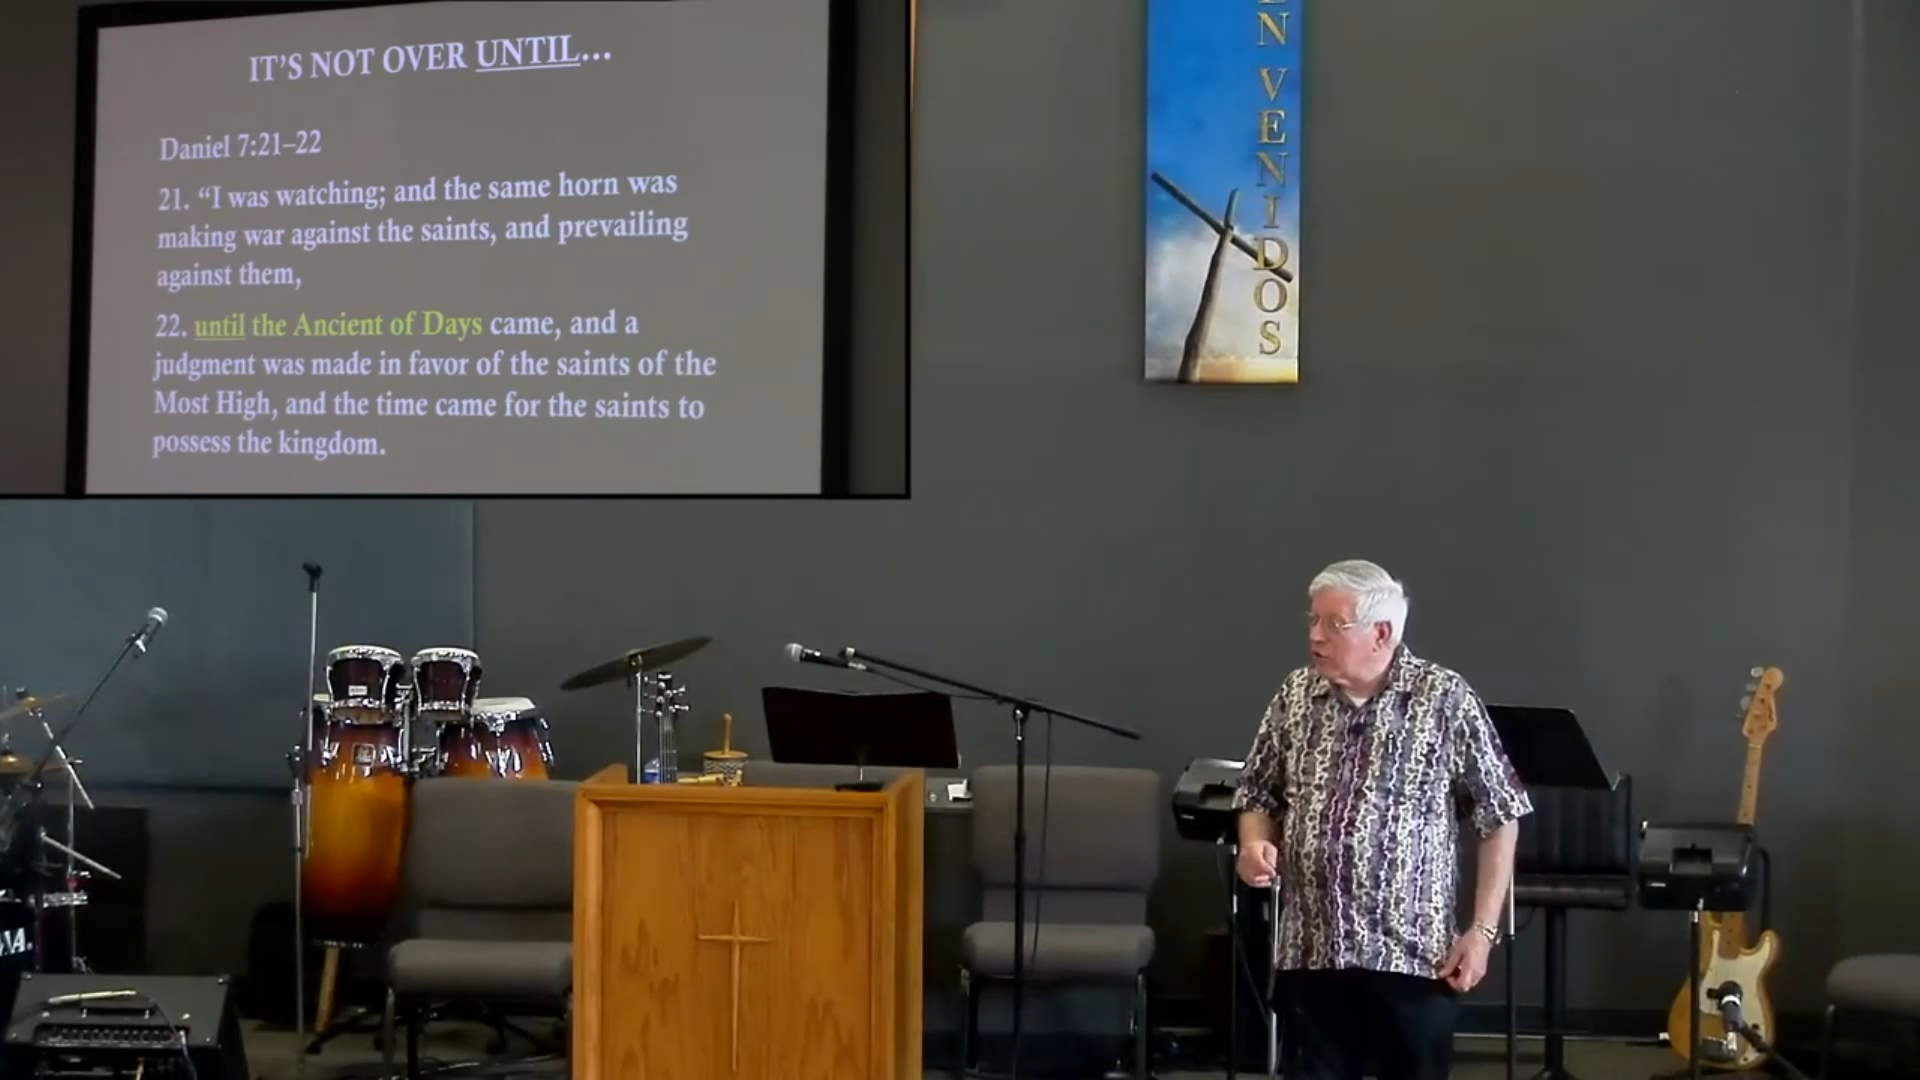 IT'S NOT OVER UNTIL...
Daniel 7:21–22
21. “I was watching; and the same horn was
making war against the saints, and prevailing
against them,
22. until the Ancient of Days came, and a
judgment was made in favor of the saints of the
Most High, and the time came for the saints to
possess the kingdom.
EN VENIDOS